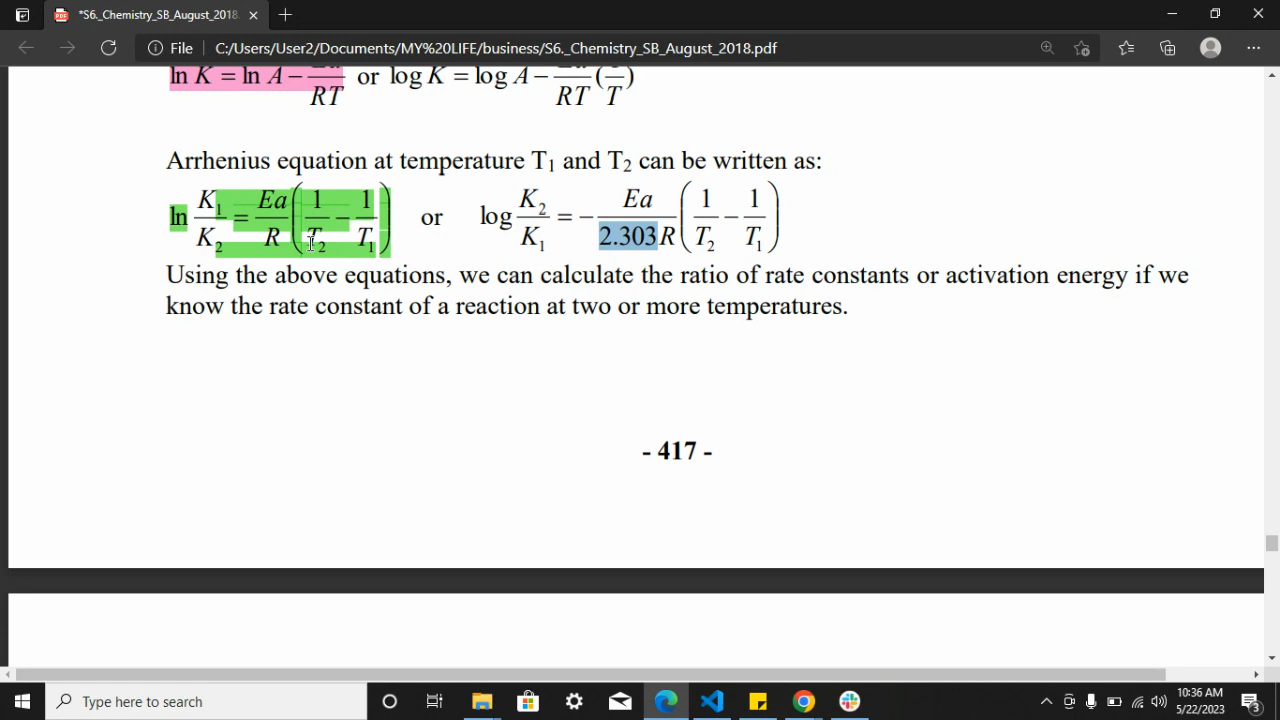 *S6._Chemistry_SB_August_2018.
File C:/Users/User2/Documents/MY%20LIFE/business/S6._Chemistry_SB_August_2018.pdf
ln K = ln A − Ea/RT or log K = log A − Ea/RT (1/T)
Arrhenius equation at temperature T₁ and T₂ can be written as:
ln K₁/K₂ = Ea/R (1/T₂ − 1/T₁) or log K₂/K₁ = − Ea/2.303R (1/T₂ − 1/T₁)
Using the above equations, we can calculate the ratio of rate constants or activation energy if we
know the rate constant of a reaction at two or more temperatures.
- 417 -
Type here to search
10:36 AM
5/22/2023
3